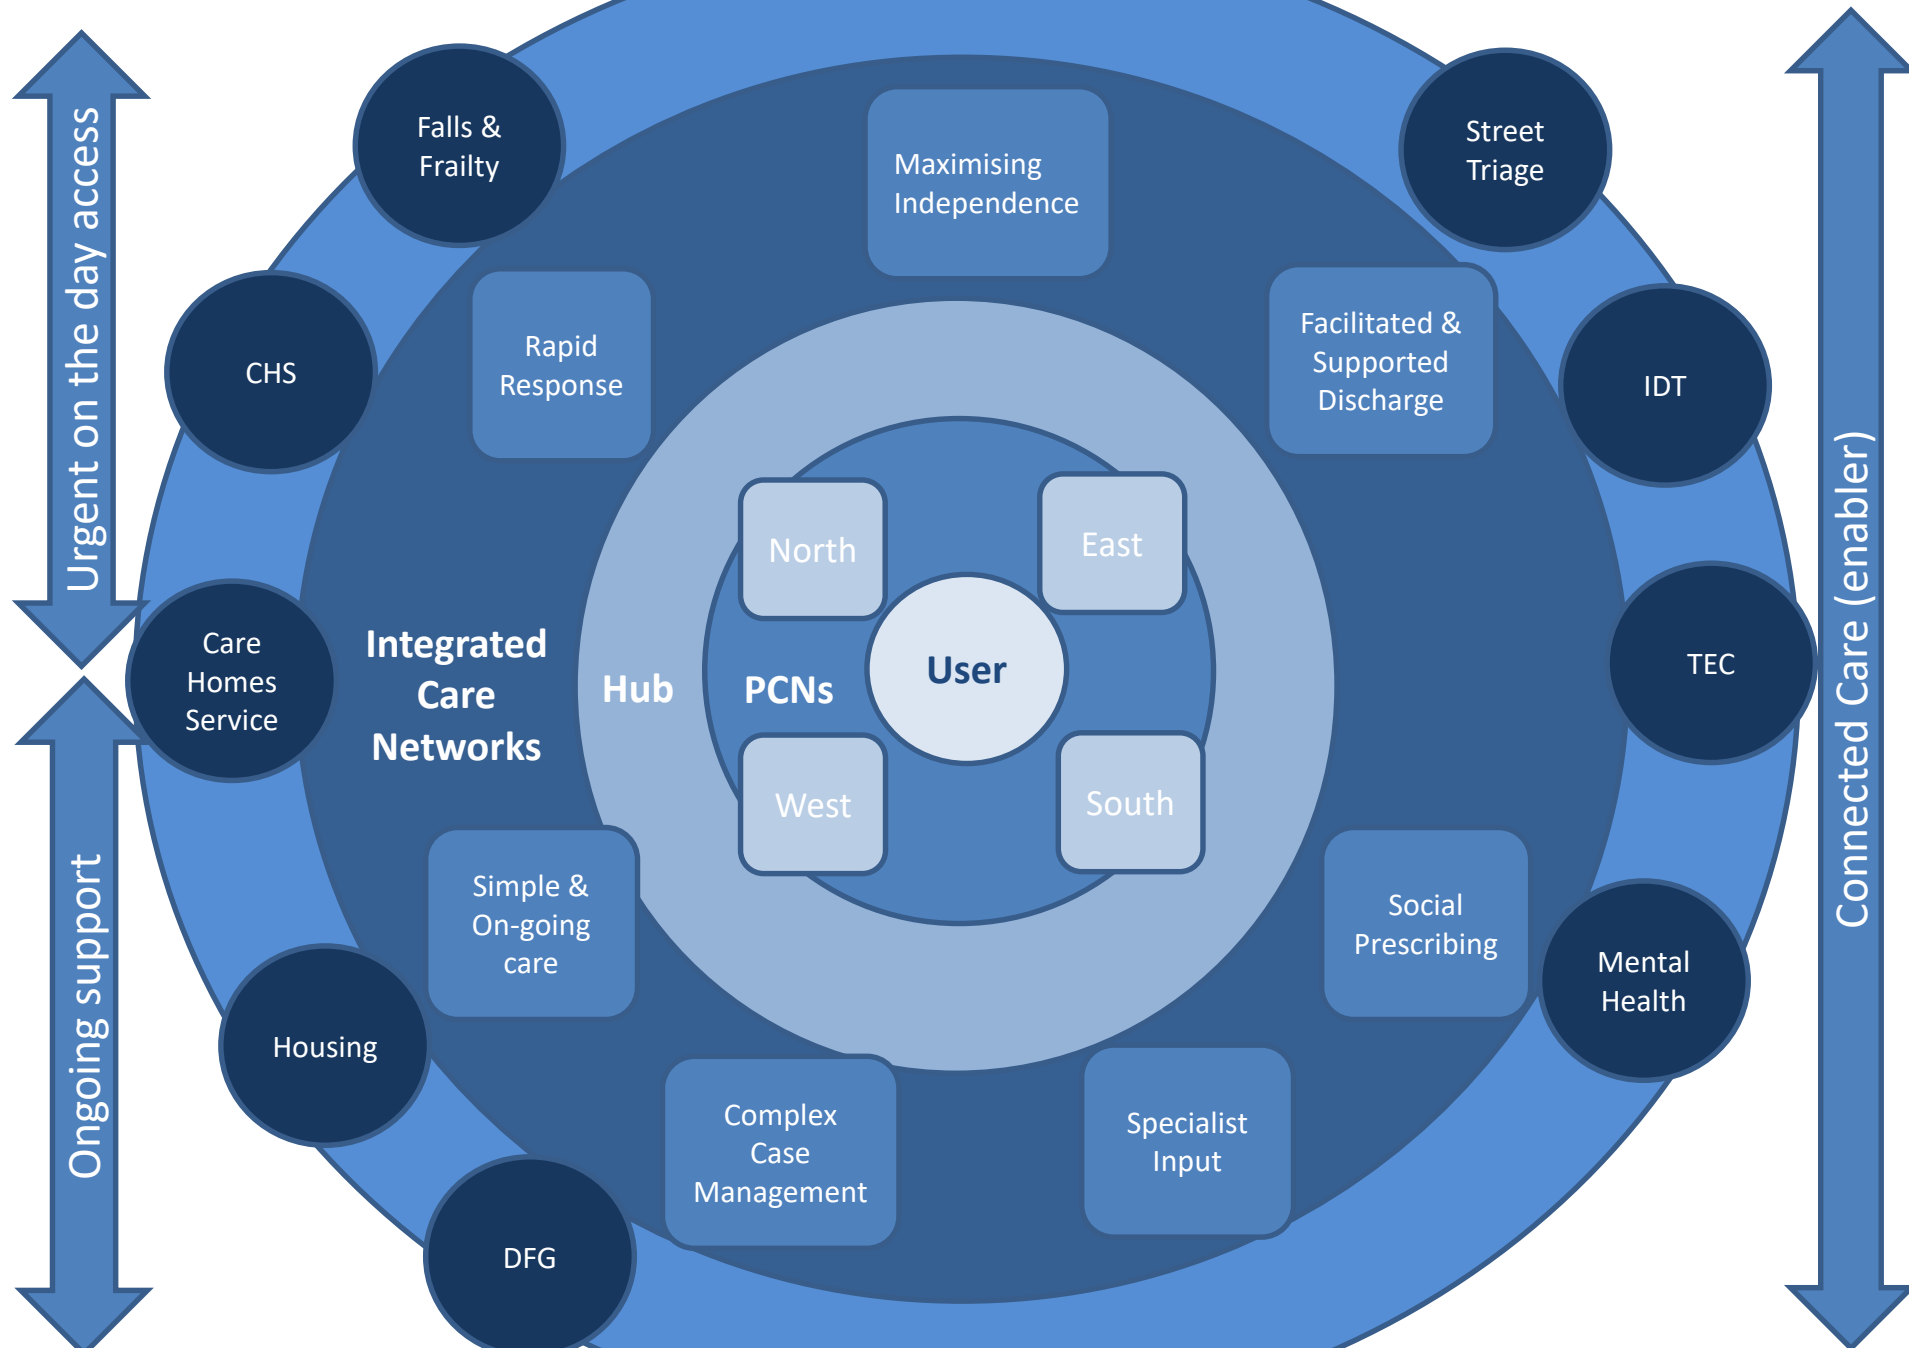 Urgent on the day access
Ongoing support
Connected Care (enabler)
Falls &
Frailty
Street
Triage
Maximising
Independence
CHS
Rapid
Response
Facilitated &
Supported
Discharge
IDT
North
East
Care
Homes
Service
Integrated
Care
Networks
Hub
PCNs
User
TEC
West
South
Simple &
On-going
care
Social
Prescribing
Mental
Health
Housing
Complex
Case
Management
Specialist
Input
DFG